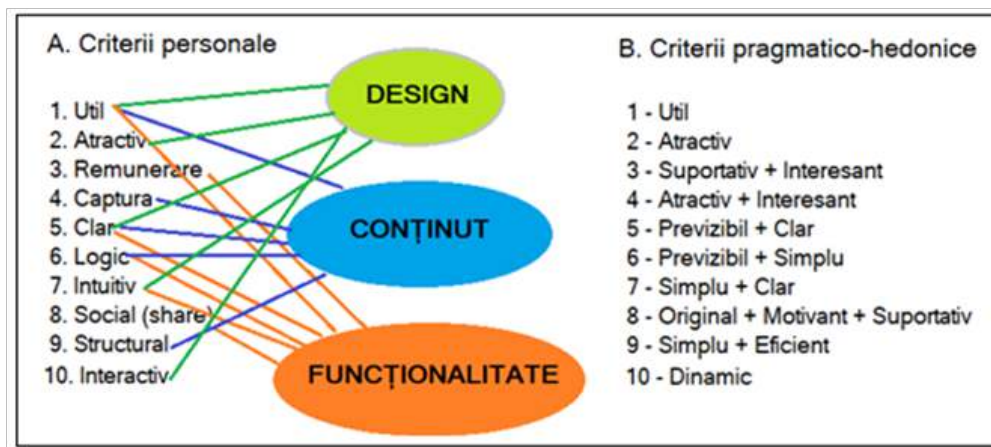 A. Criterii personale
1. Util
2. Atractiv
3. Remunerare
4. Captura
5. Clar
6. Logic
7. Intuitiv
8. Social (share)
9. Structural
10. Interactiv
DESIGN
CONȚINUT
FUNCȚIONALITATE
B. Criterii pragmatico-hedonice
1 - Util
2 - Atractiv
3 - Suportativ + Interesant
4 - Atractiv + Interesant
5 - Previzibil + Clar
6 - Previzibil + Simplu
7 - Simplu + Clar
8 - Original + Motivant + Suportativ
9 - Simplu + Eficient
10 - Dinamic